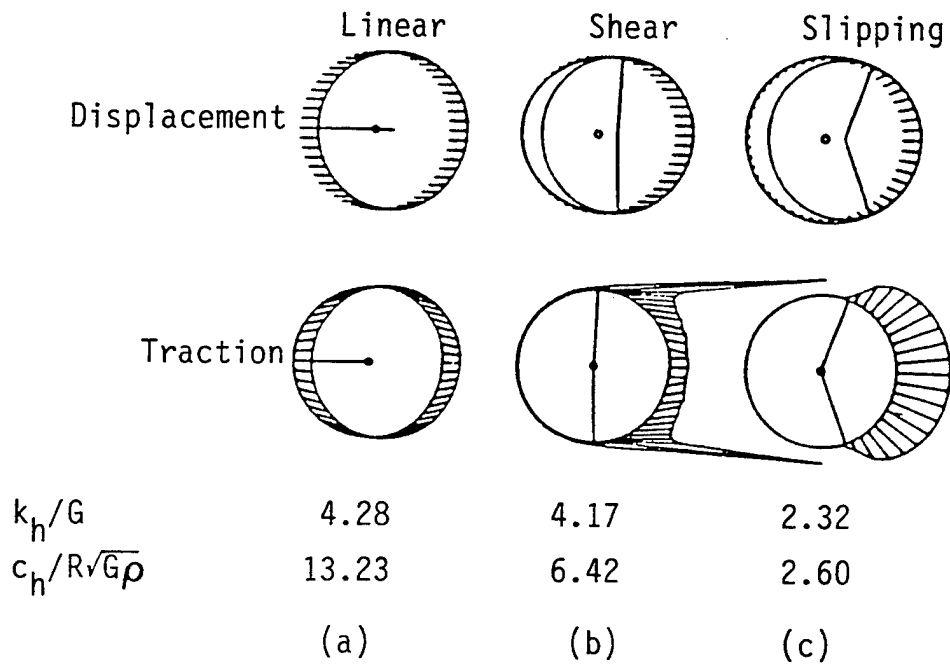 Linear Shear Slipping
Displacement
Traction
k_h/G 4.28 4.17 2.32
c_h/R√Gρ 13.23 6.42 2.60
(a) (b) (c)